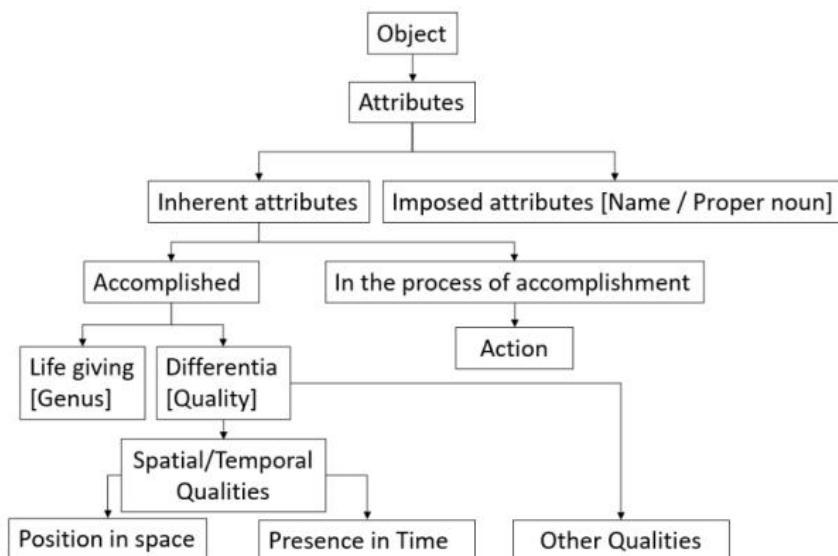 Object
Attributes
Inherent attributes
Imposed attributes [Name / Proper noun]
Accomplished
In the process of accomplishment
Life giving
[Genus]
Differentia
[Quality]
Action
Spatial/Temporal
Qualities
Position in space
Presence in Time
Other Qualities